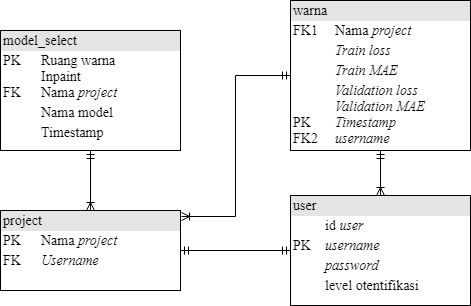 model_select
PK Ruang warna
Inpaint
FK Nama project
Nama model
Timestamp
warna
FK1 Nama project
Train loss
Train MAE
Validation loss
Validation MAE
PK Timestamp
FK2 username
project
PK Nama project
FK Username
user
id user
PK username
password
level otentifikasi